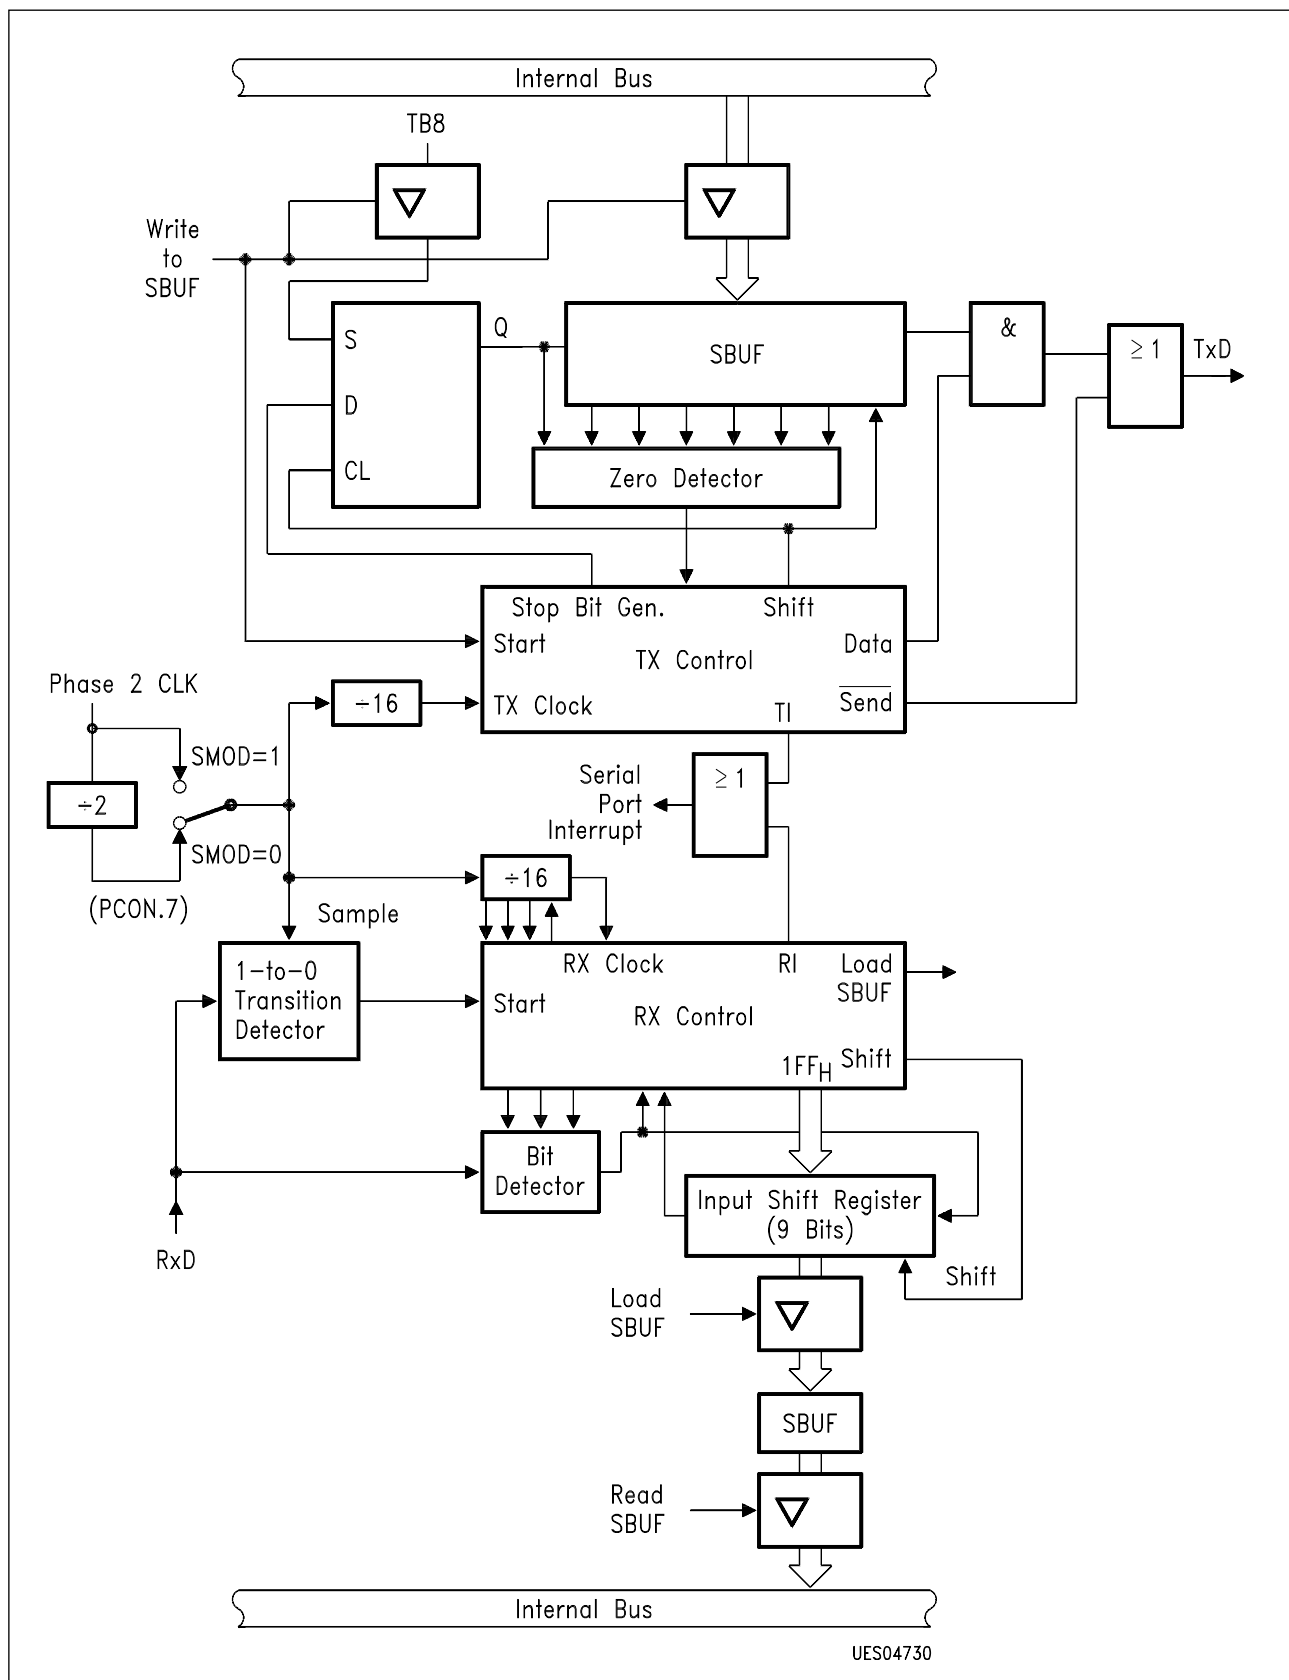 Internal Bus
TB8
Write
to
SBUF
S
Q
D
CL
SBUF
&
≥ 1
TxD
Zero Detector
Stop Bit Gen.
Shift
Start
TX Control
Data
Phase 2 CLK
÷16
TX Clock
Send
TI
SMOD=1
÷2
SMOD=0
(PCON.7)
Serial
Port
Interrupt
≥ 1
÷16
Sample
1-to-0
Transition
Detector
RX Clock
RI
Load
SBUF
Start
RX Control
1FFH
Shift
Bit
Detector
Input Shift Register
(9 Bits)
RxD
Shift
Load
SBUF
SBUF
Read
SBUF
Internal Bus
UES04730